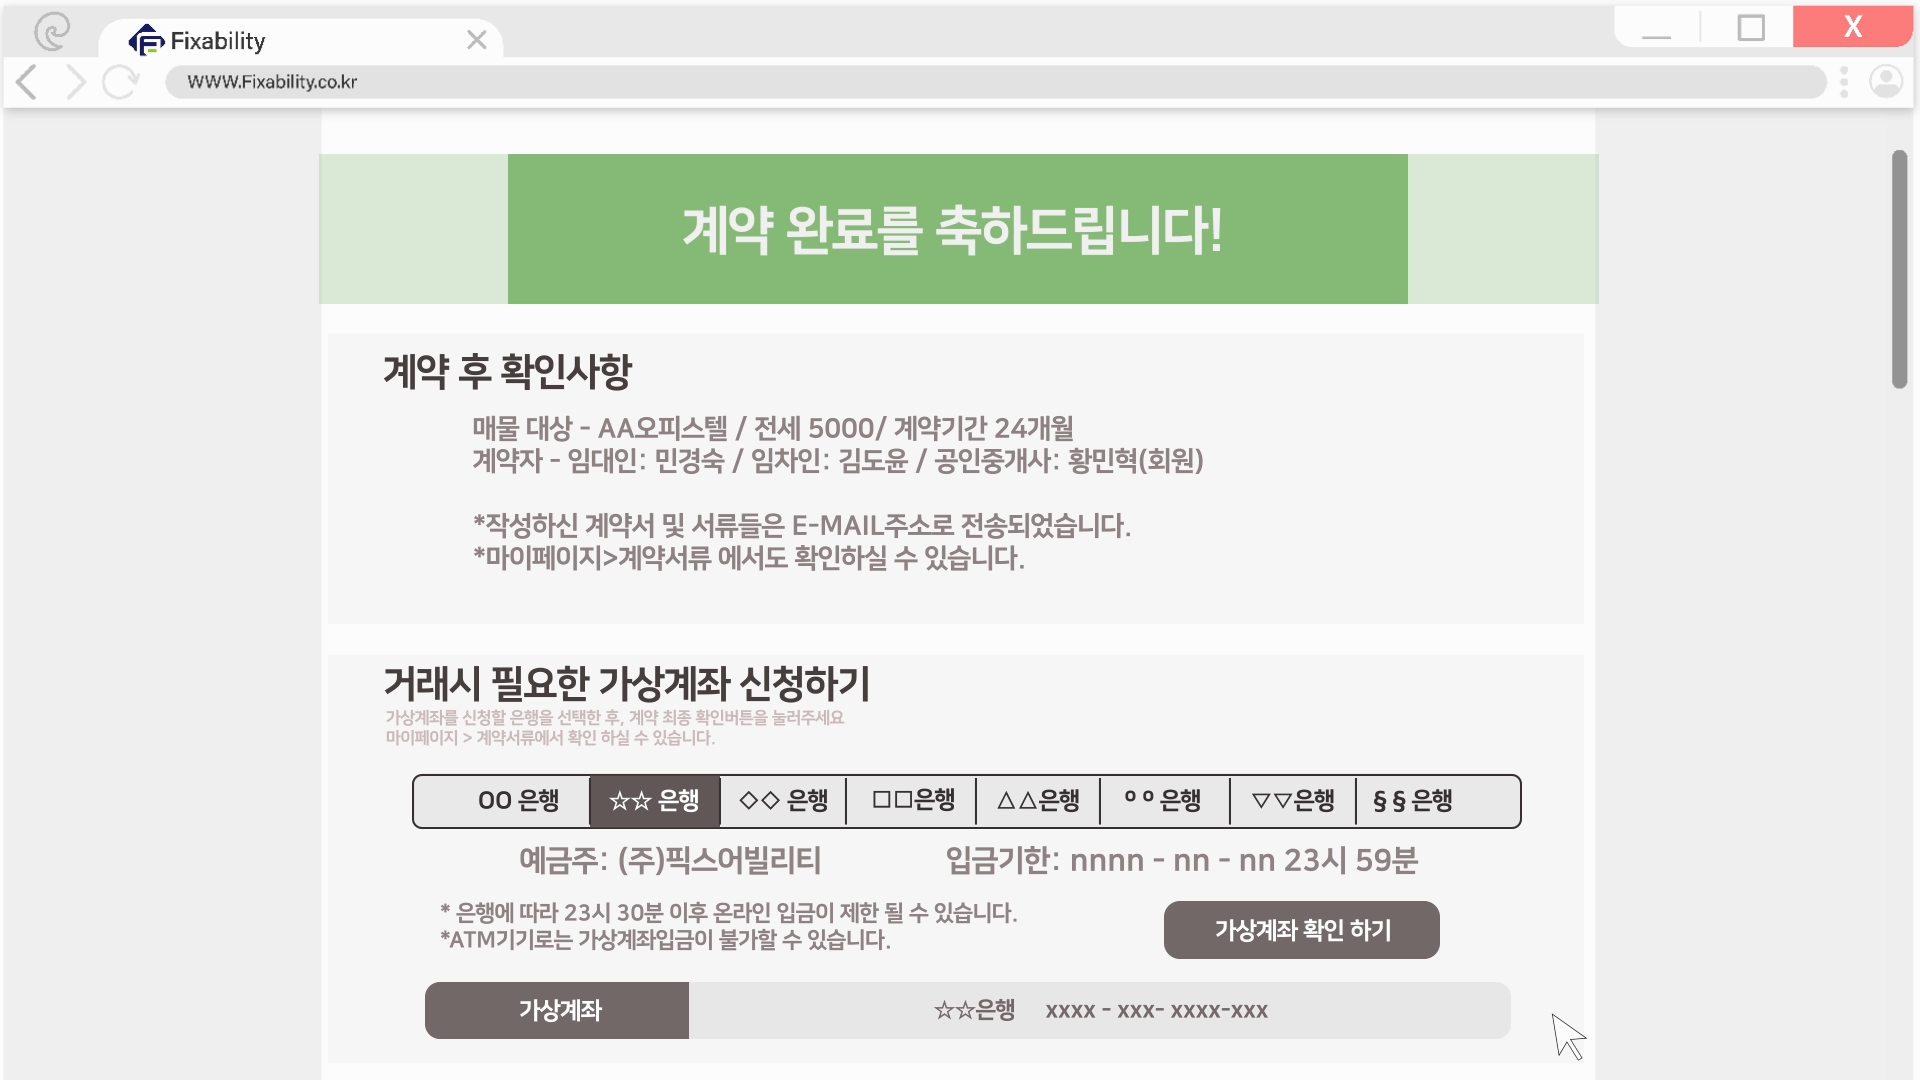 Fixability
X
WWW.Fixability.co.kr
계약 완료를 축하드립니다!
계약 후 확인사항
매물 대상 - AA오피스텔 / 전세 5000/ 계약기간 24개월
계약자 - 임대인: 민경숙 / 임차인: 김도윤 / 공인중개사: 황민혁(회원)
*작성하신 계약서 및 서류들은 E-MAIL주소로 전송되었습니다.
*마이페이지>계약서류 에서도 확인하실 수 있습니다.
거래시 필요한 가상계좌 신청하기
가상계좌를 신청할 은행을 선택한 후, 계약 최종 확인버튼을 눌러주세요
마이페이지 > 계약서류에서 확인 하실 수 있습니다.
OO 은행 ☆☆ 은행 ◇◇ 은행 □□은행 △△은행 ºº 은행 ▽▽은행 §§ 은행
예금주: (주)픽스어빌리티 입금기한: nnnn - nn - nn 23시 59분
* 은행에 따라 23시 30분 이후 온라인 입금이 제한 될 수 있습니다.
*ATM기기로는 가상계좌입금이 불가할 수 있습니다.
가상계좌 확인 하기
가상계좌 ☆☆은행 xxxx - xxx- xxxx-xxx